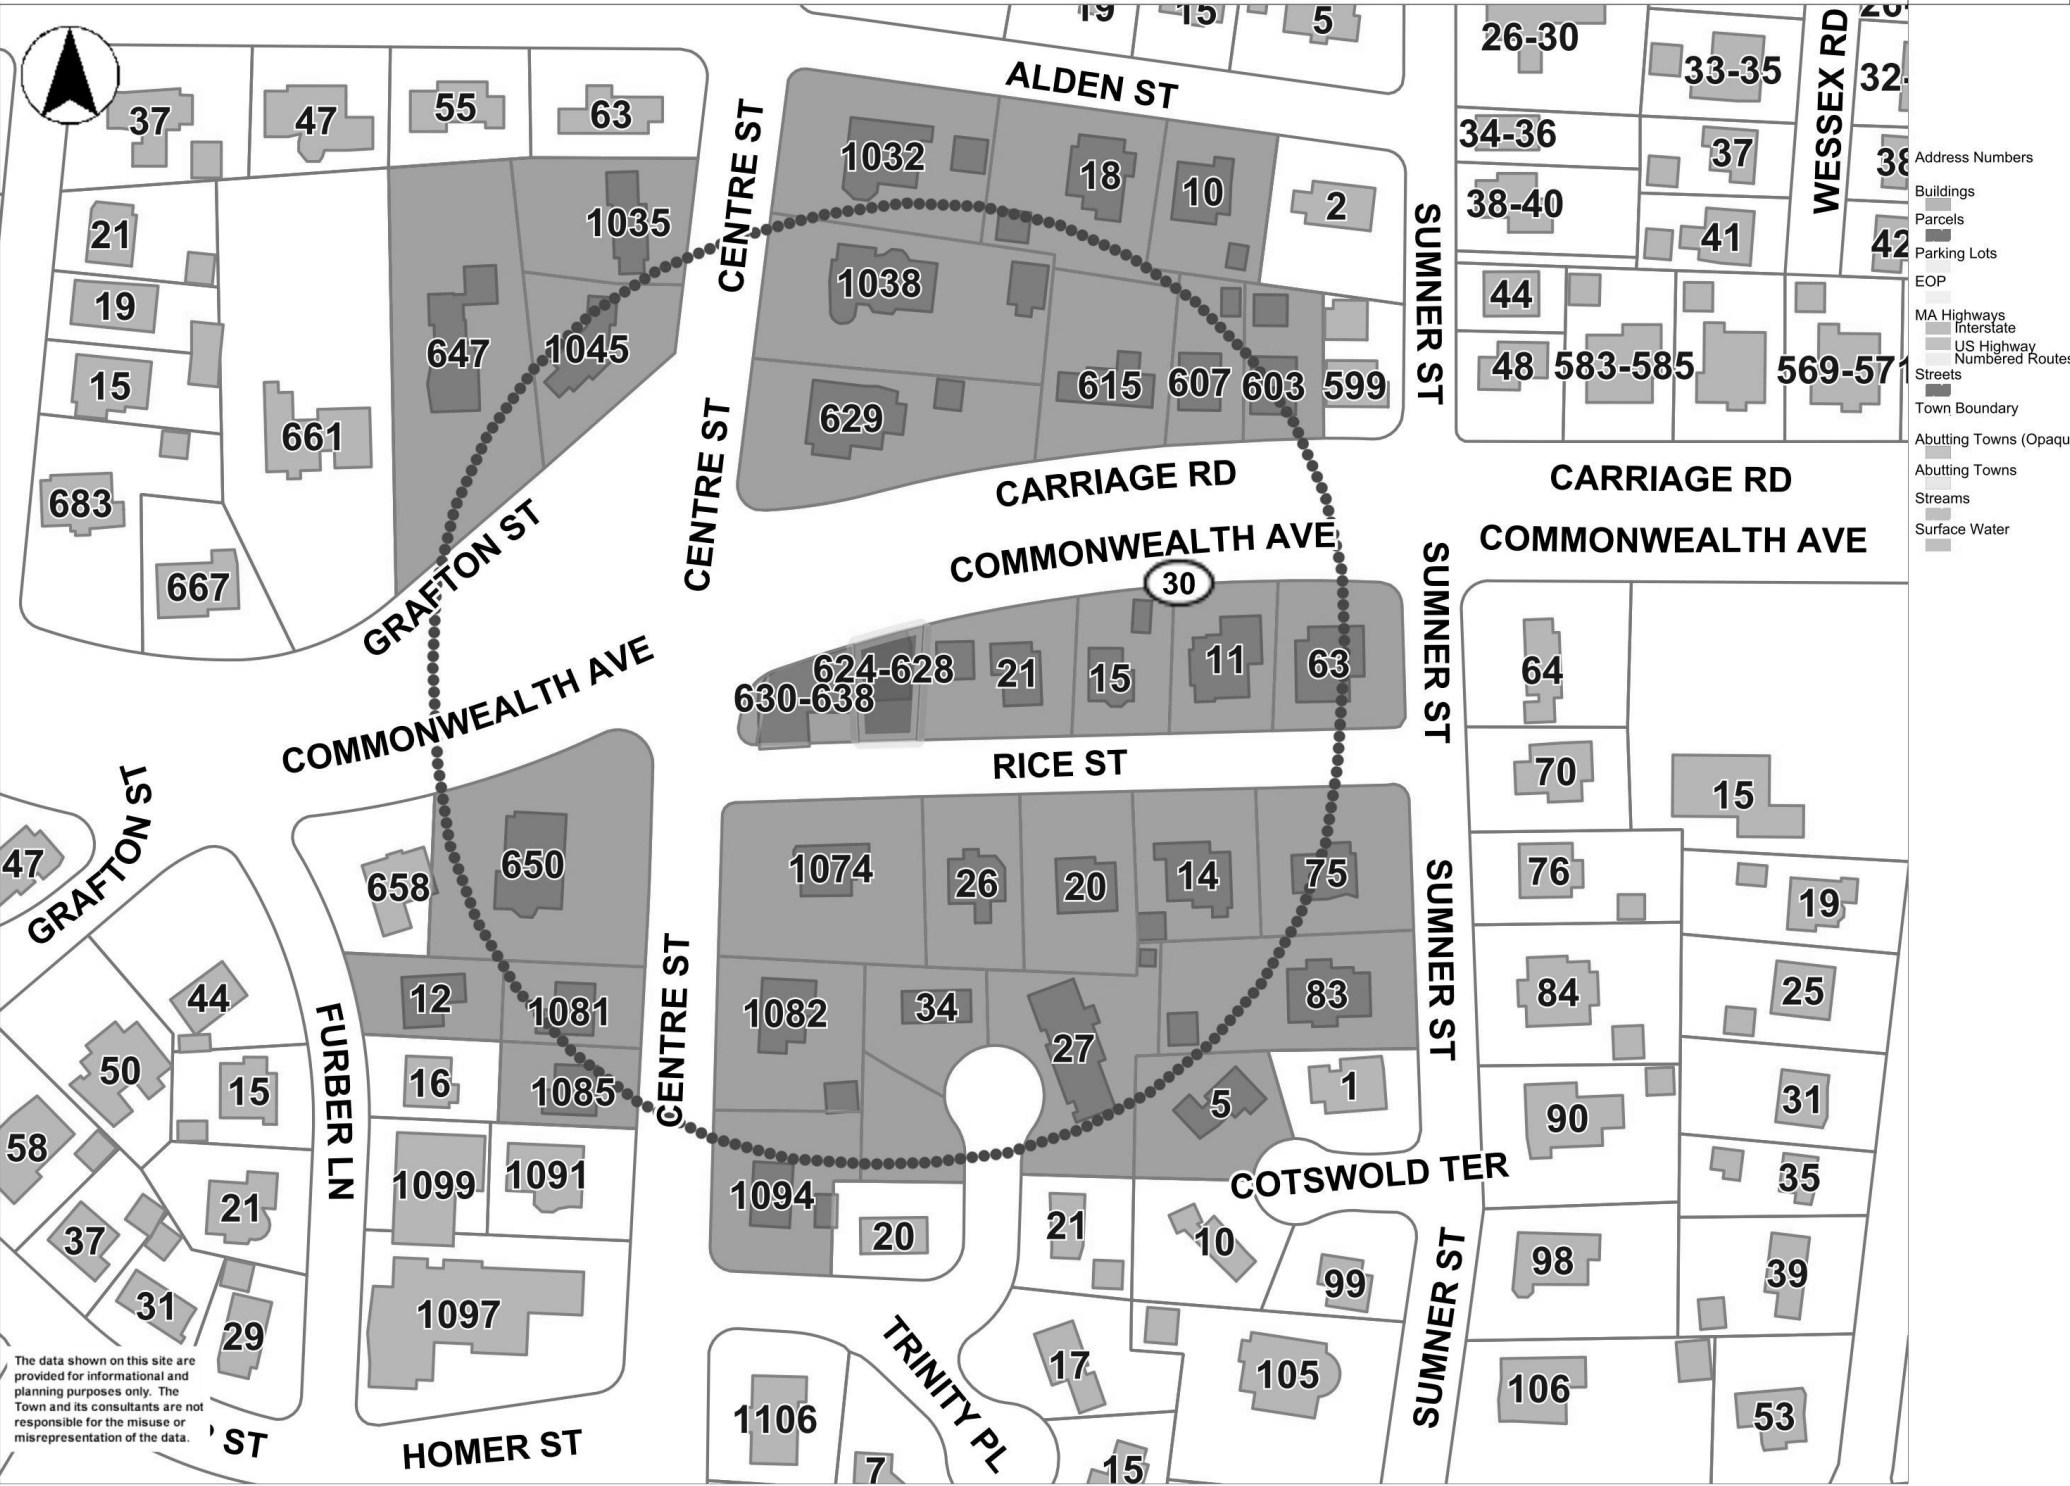 19
15
5
26-30
33-35
WESSEX RD
32-
37
47
55
63
ALDEN ST
CENTRE ST
1032
18
10
2
34-36
37
38
38-40
41
42
Address Numbers
Buildings
Parcels
Parking Lots
EOP
MA Highways
Interstate
US Highway
Numbered Routes
Streets
Town Boundary
Abutting Towns (Opaqu
Abutting Towns
Streams
Surface Water
21
1035
SUMNER ST
19
647
1045
1038
44
15
661
629
615
607
603
599
48
583-585
569-571
683
667
GRAFTON ST
CENTRE ST
CARRIAGE RD
CARRIAGE RD
COMMONWEALTH AVE
COMMONWEALTH AVE
30
SUMNER ST
COMMONWEALTH AVE
630-638
624-628
21
15
11
63
64
RICE ST
70
15
GRAFTON ST
47
658
650
1074
26
20
14
75
SUMNER ST
76
19
44
FURBER LN
12
1081
CENTRE ST
1082
34
27
83
84
25
50
15
16
1085
5
1
90
31
58
1099
1091
1094
COTSWOLD TER
35
37
21
20
21
10
99
SUMNER ST
98
39
31
29
1097
TRINITY PL
17
105
106
53
The data shown on this site are
provided for informational and
planning purposes only. The
Town and its consultants are not
responsible for the misuse or
misrepresentation of the data.
ST
HOMER ST
1106
7
15